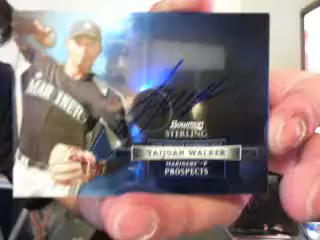 MARINERS
Bowman
STERLING
TAIJUAN WALKER
MARINERS - P
PROSPECTS